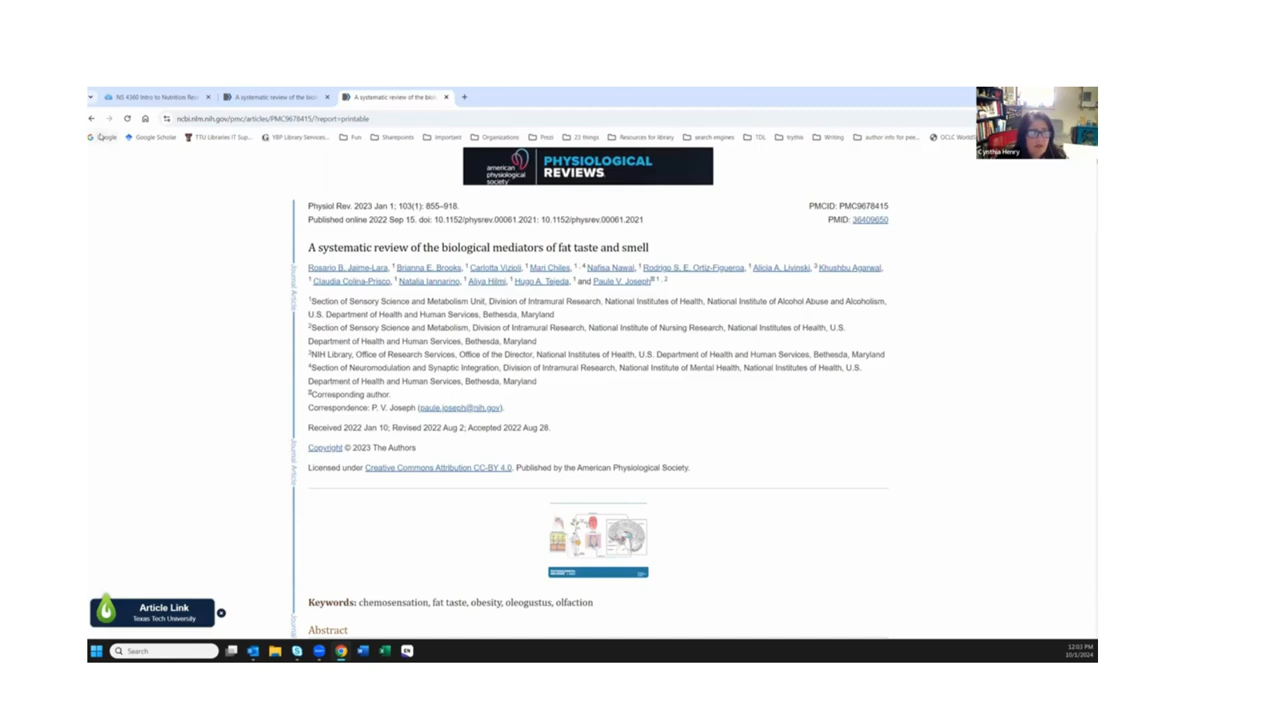 NS 4360 Intro to Nutrition Res
A systematic review of the biol
A systematic review of the biol
ncbi.nlm.nih.gov/pmc/articles/PMC9678415/?report=printable
Google
Google Scholar
TTU Libraries IT Sup...
YBP Library Services...
Fun
Sharepoints
Important
Organizations
Prezi
23 things
Resources for library
search engines
TDL
Writing
author info for pee...
OCLC World
Cynthia Henry
american physiological society
PHYSIOLOGICAL REVIEWS
Physiol Rev. 2023 Jan 1; 103(1): 855–918.
PMCID: PMC9678415
Published online 2022 Sep 15. doi: 10.1152/physrev.00061.2021: 10.1152/physrev.00061.2021
PMID: 36409650
A systematic review of the biological mediators of fat taste and smell
Rosario B. Jaime-Lara, 1 Brianna E. Brooks, 1 Carlotta Vizioli, 1 Mari Chiles, 1 , 4 Nafisa Nawal, 1 Rodrigo S. E. Ortiz-Figueroa, 1 Alicia A. Livinski, 3 Khushbu Agarwal,
1 Claudia Colina-Prisco, 1 Natalia Iannarino, 1 Aliya Hilmi, 1 Hugo A. Tejeda, 1 and Paule V. Joseph 1 , 2
1Section of Sensory Science and Metabolism Unit, Division of Intramural Research, National Institutes of Health, National Institute of Alcohol Abuse and Alcoholism,
U.S. Department of Health and Human Services, Bethesda, Maryland
2Section of Sensory Science and Metabolism, Division of Intramural Research, National Institute of Nursing Research, National Institutes of Health, U.S.
Department of Health and Human Services, Bethesda, Maryland
3NIH Library, Office of Research Services, Office of the Director, National Institutes of Health, U.S. Department of Health and Human Services, Bethesda, Maryland
4Section of Neuromodulation and Synaptic Integration, Division of Intramural Research, National Institute of Mental Health, National Institutes of Health, U.S.
Department of Health and Human Services, Bethesda, Maryland
Corresponding author.
Correspondence: P. V. Joseph (paule.joseph@nih.gov).
Received 2022 Jan 10; Revised 2022 Aug 2; Accepted 2022 Aug 28.
Copyright © 2023 The Authors
Licensed under Creative Commons Attribution CC-BY 4.0. Published by the American Physiological Society.
Journal Article
Journal Article
Keywords: chemosensation, fat taste, obesity, oleogustus, olfaction
Abstract
Article Link
Texas Tech University
Search
EN
12:03 PM
10/1/2024